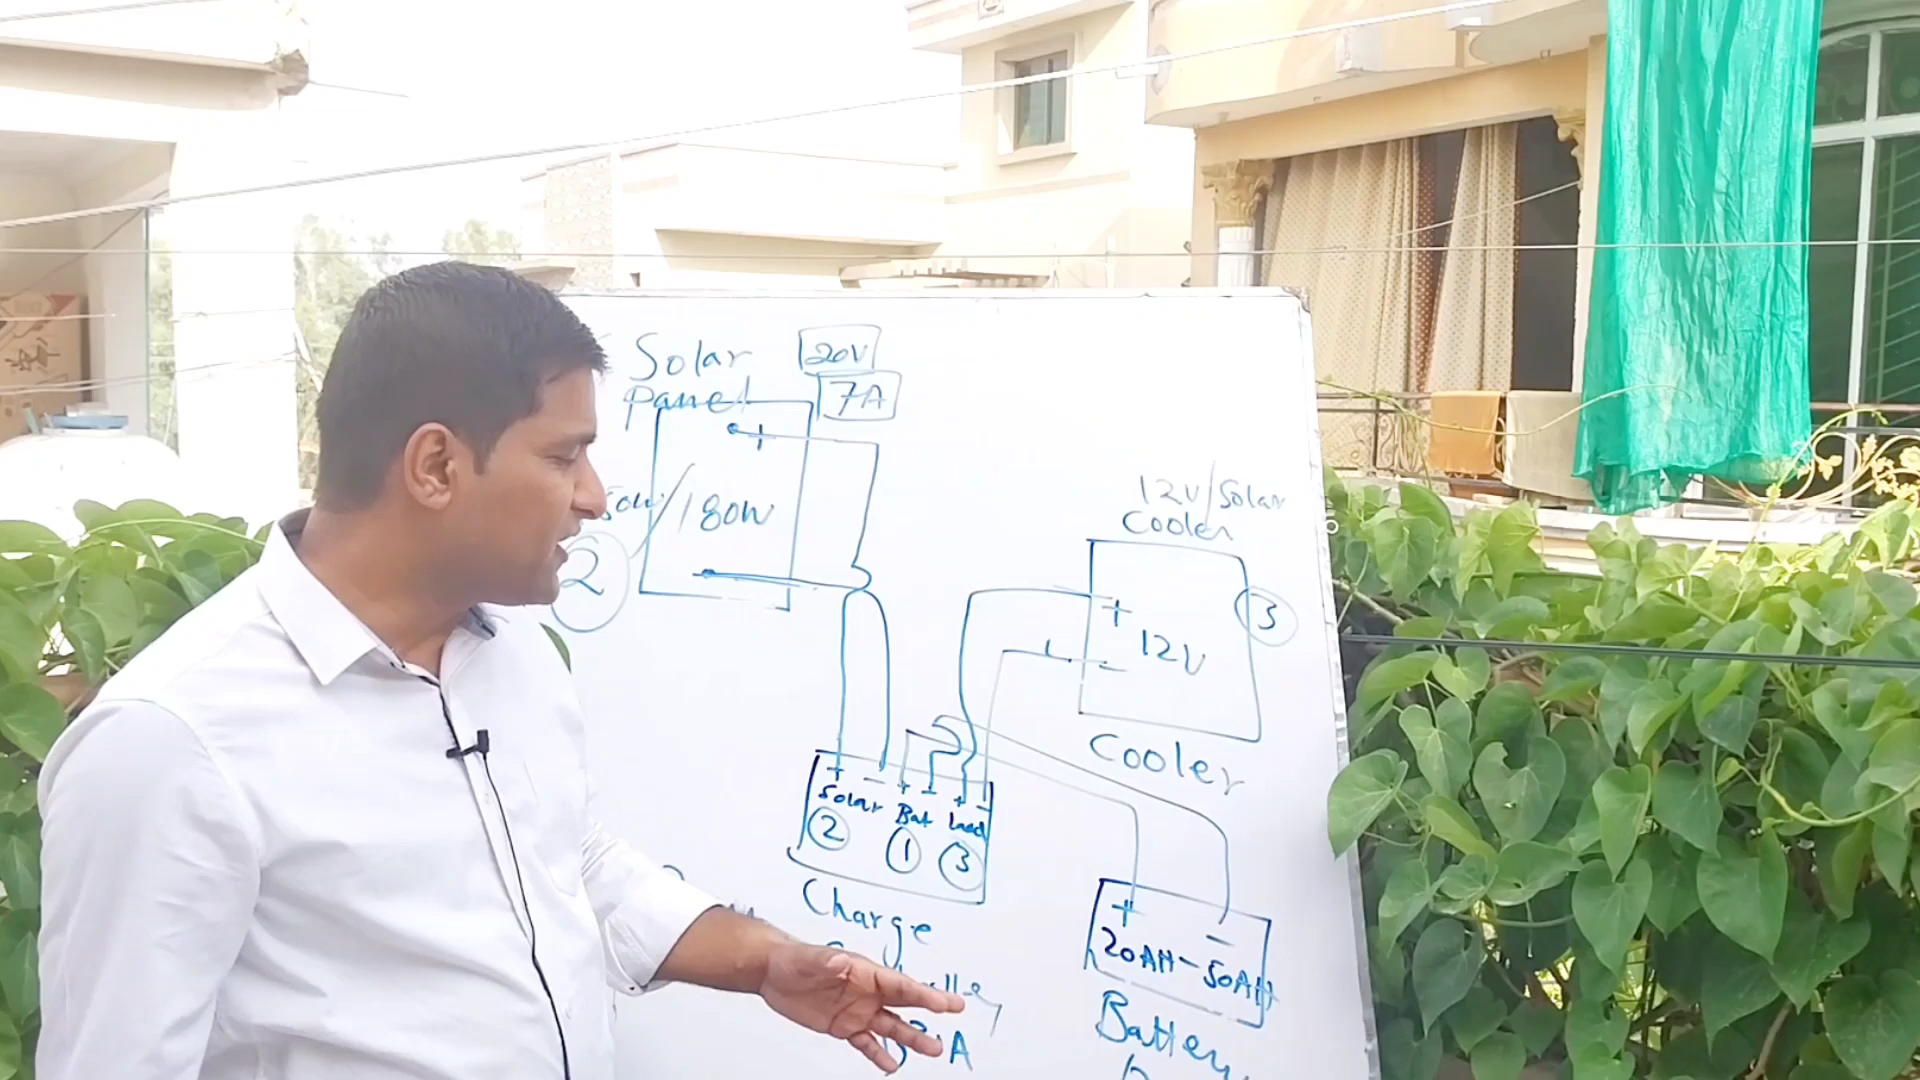 Solar
panel
20V
7A
/180W
2
12V/Solar
Cooler
+
12V
-
3
Cooler
+ - + - + -
Solar Bat Load
2 1 3
Charge
A
+ -
20AH-50AH
Battery